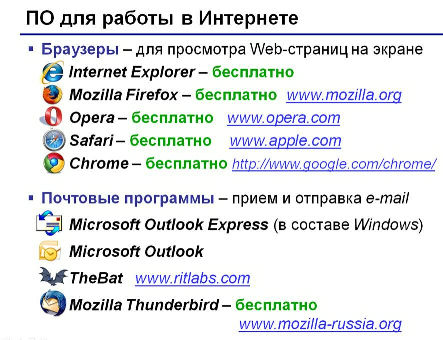 ПО для работы в Интернете
▪ Браузеры – для просмотра Web-страниц на экране
Internet Explorer – бесплатно
Mozilla Firefox – бесплатно www.mozilla.org
Opera – бесплатно www.opera.com
Safari – бесплатно www.apple.com
Chrome – бесплатно http://www.google.com/chrome/
▪ Почтовые программы – прием и отправка e-mail
Microsoft Outlook Express (в составе Windows)
Microsoft Outlook
TheBat www.ritlabs.com
Mozilla Thunderbird – бесплатно
www.mozilla-russia.org